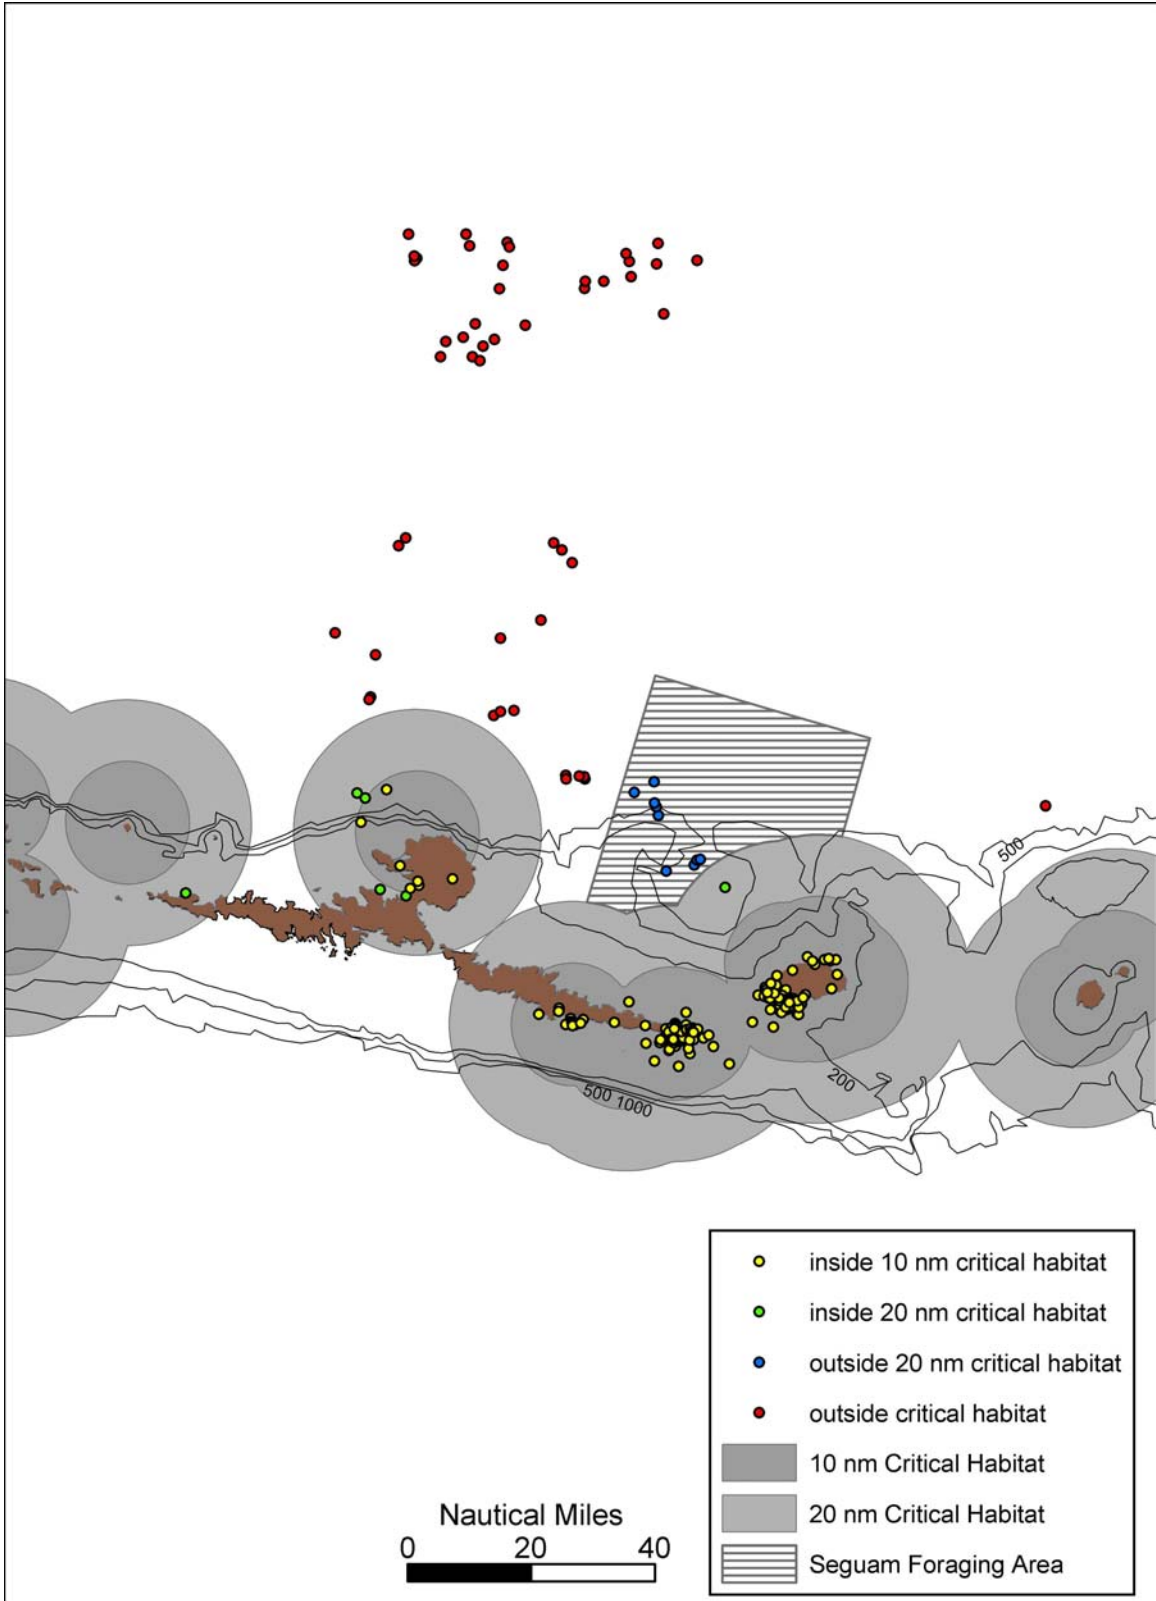 500
200
500 1000
inside 10 nm critical habitat
inside 20 nm critical habitat
outside 20 nm critical habitat
outside critical habitat
10 nm Critical Habitat
20 nm Critical Habitat
Seguam Foraging Area
Nautical Miles
0 20 40